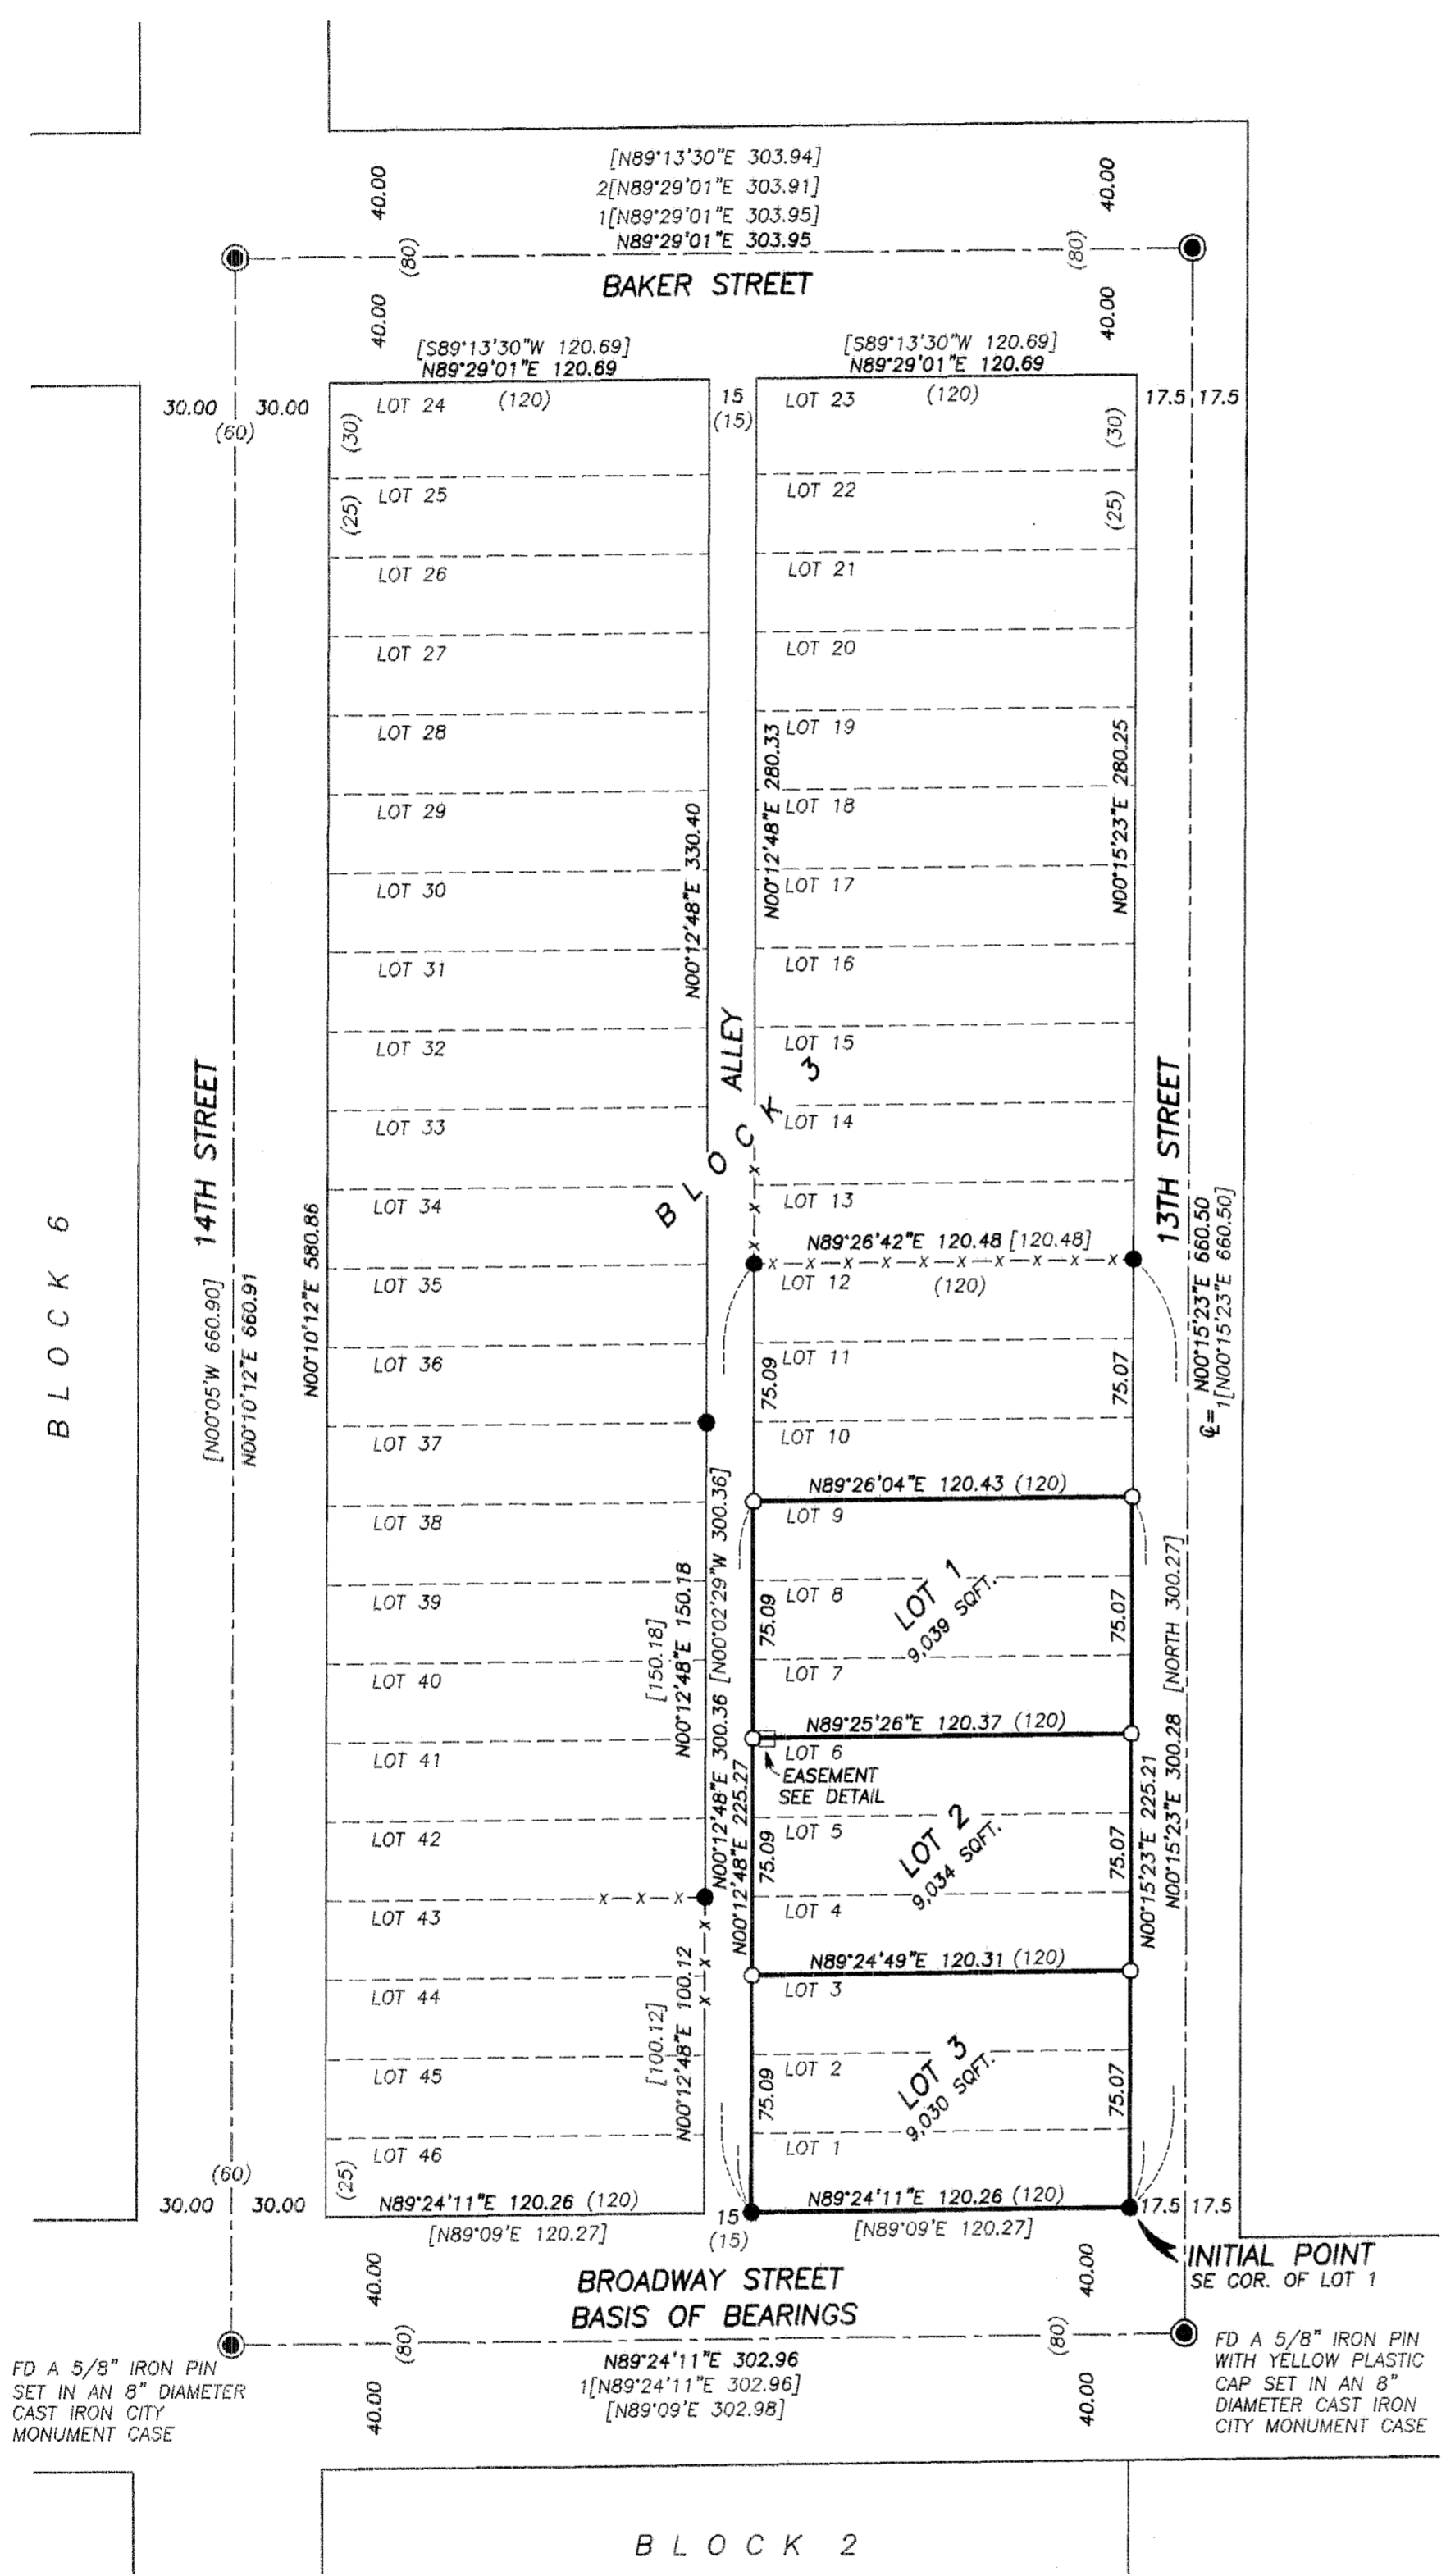 [N89°13'30"E 303.94]
2[N89°29'01"E 303.91]
1[N89°29'01"E 303.95]
N89°29'01"E 303.95
40.00
40.00
(80)
(80)
BAKER STREET
40.00
40.00
[S89°13'30"W 120.69]
N89°29'01"E 120.69
[S89°13'30"W 120.69]
N89°29'01"E 120.69
30.00 30.00
(60)
LOT 24 (120)
15
(15)
LOT 23 (120)
17.5 17.5
(30)
(30)
(25)
LOT 25
LOT 22
(25)
LOT 26
LOT 21
LOT 27
LOT 20
LOT 28
LOT 19
LOT 29
LOT 18
LOT 30
LOT 17
LOT 31
LOT 16
LOT 32
LOT 15
LOT 33
LOT 14
LOT 34
LOT 13
N00°12'48"E 330.40
N00°12'48"E 280.33
N00°15'23"E 280.25
ALLEY
BLOCK 3
14TH STREET
[N00°05'W 660.90]
N00°10'12"E 660.91
N00°10'12"E 580.86
13TH STREET
℄= N00°15'23"E 660.50
1[N00°15'23"E 660.50]
BLOCK 6
N89°26'42"E 120.48 [120.48]
LOT 35
LOT 12 (120)
LOT 36
LOT 11
75.09
75.07
LOT 37
LOT 10
N89°26'04"E 120.43 (120)
LOT 38
LOT 9
LOT 39
LOT 8
LOT 1
9,039 SQFT.
75.09
75.07
LOT 40
LOT 7
N89°25'26"E 120.37 (120)
LOT 41
LOT 6
EASEMENT
SEE DETAIL
LOT 42
LOT 5
LOT 2
9,034 SQFT.
75.09
75.07
LOT 43
LOT 4
[150.18]
N00°12'48"E 150.18
N00°12'48"E 300.36 [N00°02'29"W 300.36]
N00°12'48"E 225.27
N00°15'23"E 225.21
N00°15'23"E 300.28 [NORTH 300.27]
N89°24'49"E 120.31 (120)
LOT 44
LOT 3
LOT 45
LOT 2
LOT 3
9,030 SQFT.
[100.12]
N00°12'48"E 100.12
75.09
75.07
LOT 46
LOT 1
(60)
30.00 30.00
(25)
N89°24'11"E 120.26 (120)
[N89°09'E 120.27]
15
(15)
N89°24'11"E 120.26 (120)
[N89°09'E 120.27]
17.5 17.5
INITIAL POINT
SE COR. OF LOT 1
40.00
40.00
BROADWAY STREET
BASIS OF BEARINGS
(80)
(80)
N89°24'11"E 302.96
1[N89°24'11"E 302.96]
[N89°09'E 302.98]
40.00
40.00
FD A 5/8" IRON PIN
SET IN AN 8" DIAMETER
CAST IRON CITY
MONUMENT CASE
FD A 5/8" IRON PIN
WITH YELLOW PLASTIC
CAP SET IN AN 8"
DIAMETER CAST IRON
CITY MONUMENT CASE
BLOCK 2